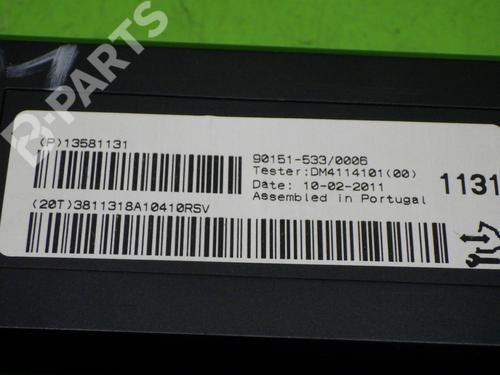 B-PARTS
(P)13581131
90151-533/0006
Tester:DM4114101(00)
Date: 10-02-2011
Assembled in Portugal
1131
(20T)3811318A10410RSV